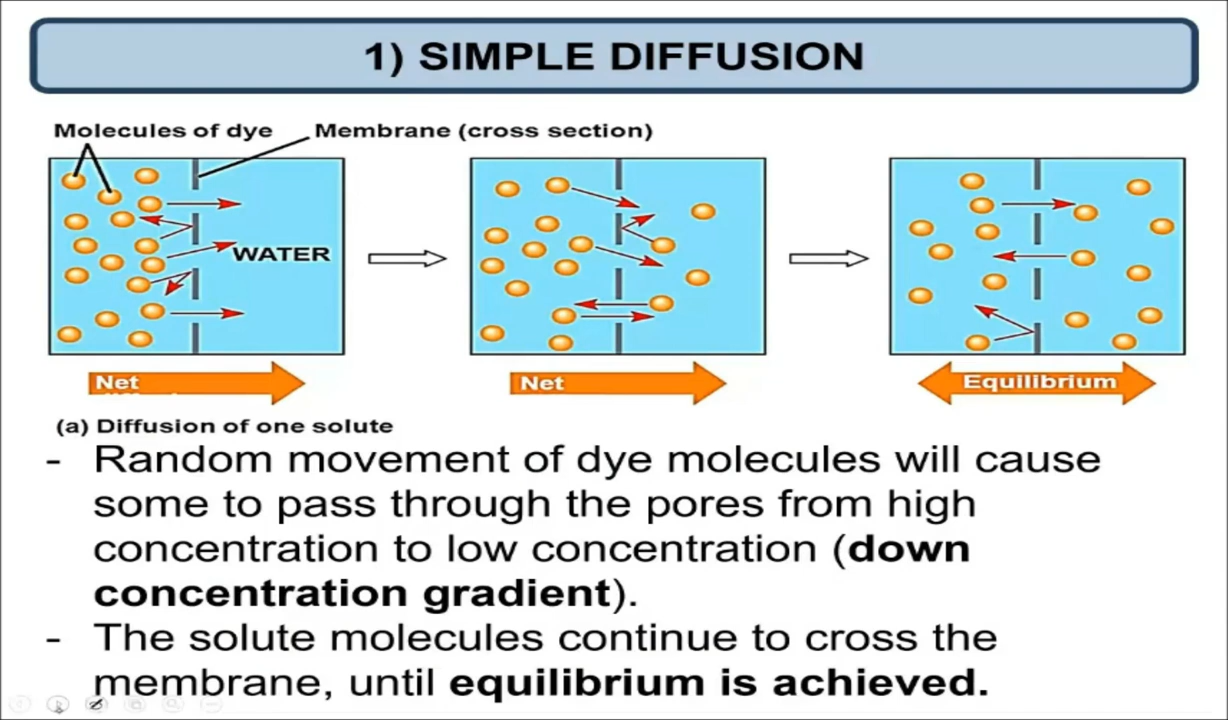 1) SIMPLE DIFFUSION
Molecules of dye
Membrane (cross section)
WATER
Net
Net
Equilibrium
(a) Diffusion of one solute
- Random movement of dye molecules will cause
some to pass through the pores from high
concentration to low concentration (down
concentration gradient).
- The solute molecules continue to cross the
membrane, until equilibrium is achieved.